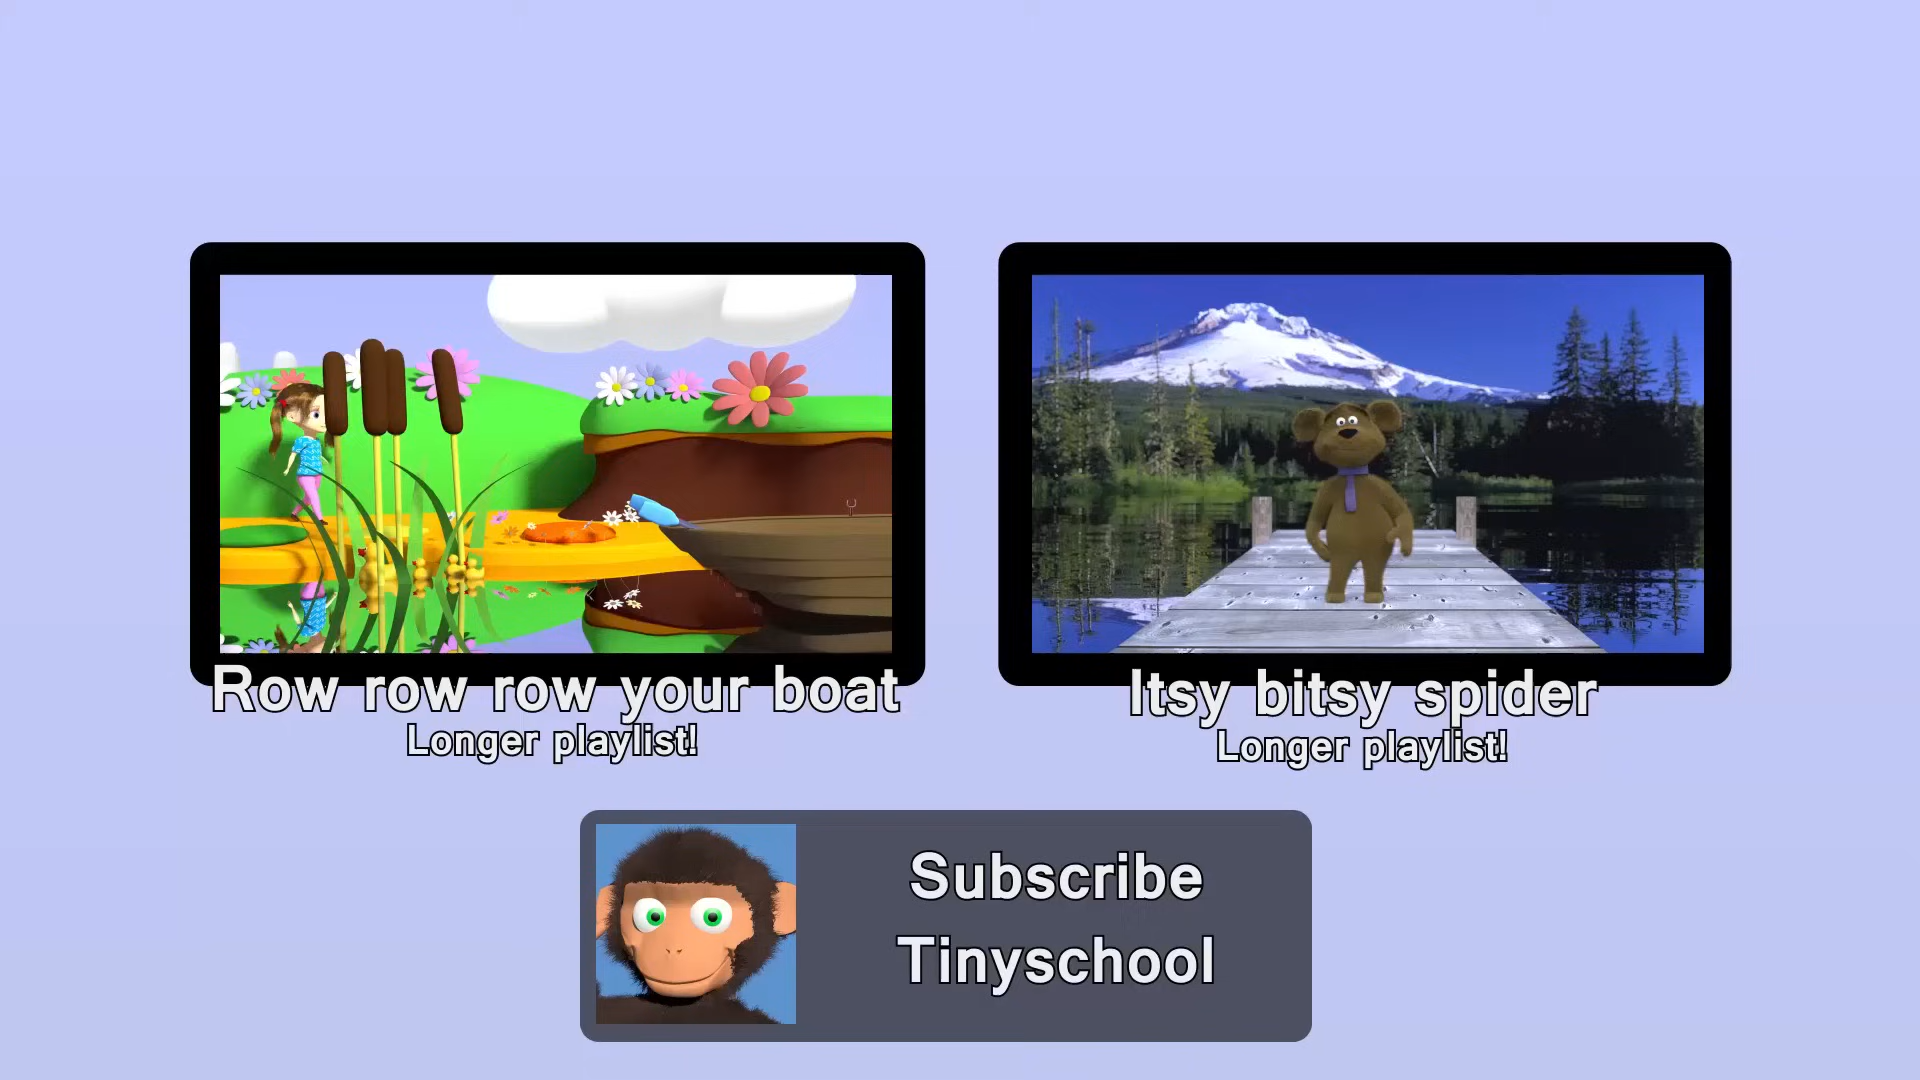 Row row row your boat
Longer playlist!
Itsy bitsy spider
Longer playlist!
Subscribe
Tinyschool